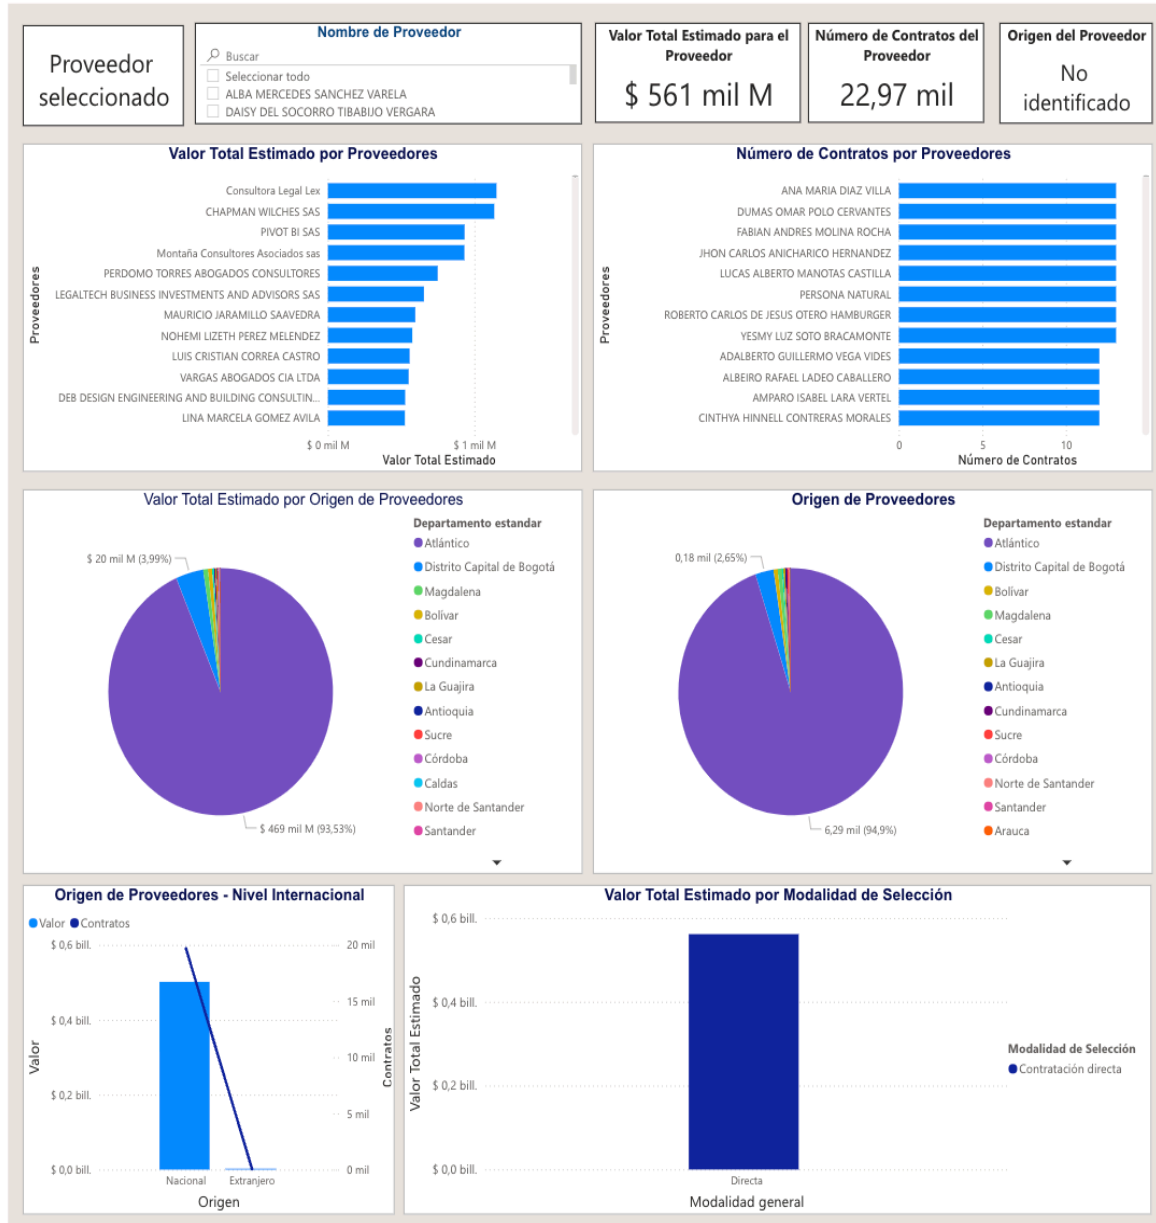 Proveedor
seleccionado
Nombre de Proveedor
Buscar
Seleccionar todo
ALBA MERCEDES SANCHEZ VARELA
DAISY DEL SOCORRO TIBABIJO VERGARA
Valor Total Estimado para el
Proveedor
$ 561 mil M
Número de Contratos del
Proveedor
22,97 mil
Origen del Proveedor
No
identificado
Valor Total Estimado por Proveedores
Proveedores
Consultora Legal Lex
CHAPMAN WILCHES SAS
PIVOT BI SAS
Montaña Consultores Asociados sas
PERDOMO TORRES ABOGADOS CONSULTORES
LEGALTECH BUSINESS INVESTMENTS AND ADVISORS SAS
MAURICIO JARAMILLO SAAVEDRA
NOHEMI LIZETH PEREZ MELENDEZ
LUIS CRISTIAN CORREA CASTRO
VARGAS ABOGADOS CIA LTDA
DEB DESIGN ENGINEERING AND BUILDING CONSULTIN...
LINA MARCELA GOMEZ AVILA
$ 0 mil M
$ 1 mil M
Valor Total Estimado
Número de Contratos por Proveedores
Proveedores
ANA MARIA DIAZ VILLA
DUMAS OMAR POLO CERVANTES
FABIAN ANDRES MOLINA ROCHA
JHON CARLOS ANICHARICO HERNANDEZ
LUCAS ALBERTO MANOTAS CASTILLA
PERSONA NATURAL
ROBERTO CARLOS DE JESUS OTERO HAMBURGER
YESMY LUZ SOTO BRACAMONTE
ADALBERTO GUILLERMO VEGA VIDES
ALBEIRO RAFAEL LADEO CABALLERO
AMPARO ISABEL LARA VERTEL
CINTHYA HINNELL CONTRERAS MORALES
0
5
10
Número de Contratos
Valor Total Estimado por Origen de Proveedores
$ 20 mil M (3,99%)
$ 469 mil M (93,53%)
Departamento estandar
Atlántico
Distrito Capital de Bogotá
Magdalena
Bolívar
Cesar
Cundinamarca
La Guajira
Antioquia
Sucre
Córdoba
Caldas
Norte de Santander
Santander
Origen de Proveedores
0,18 mil (2,65%)
6,29 mil (94,9%)
Departamento estandar
Atlántico
Distrito Capital de Bogotá
Bolívar
Magdalena
Cesar
La Guajira
Antioquia
Cundinamarca
Sucre
Córdoba
Norte de Santander
Santander
Arauca
Origen de Proveedores - Nivel Internacional
Valor
Contratos
Valor
$ 0,6 bill.
$ 0,4 bill.
$ 0,2 bill.
$ 0,0 bill.
20 mil
15 mil
10 mil
5 mil
0 mil
Contratos
Nacional
Extranjero
Origen
Valor Total Estimado por Modalidad de Selección
Valor Total Estimado
$ 0,6 bill.
$ 0,4 bill.
$ 0,2 bill.
$ 0,0 bill.
Directa
Modalidad general
Modalidad de Selección
Contratación directa